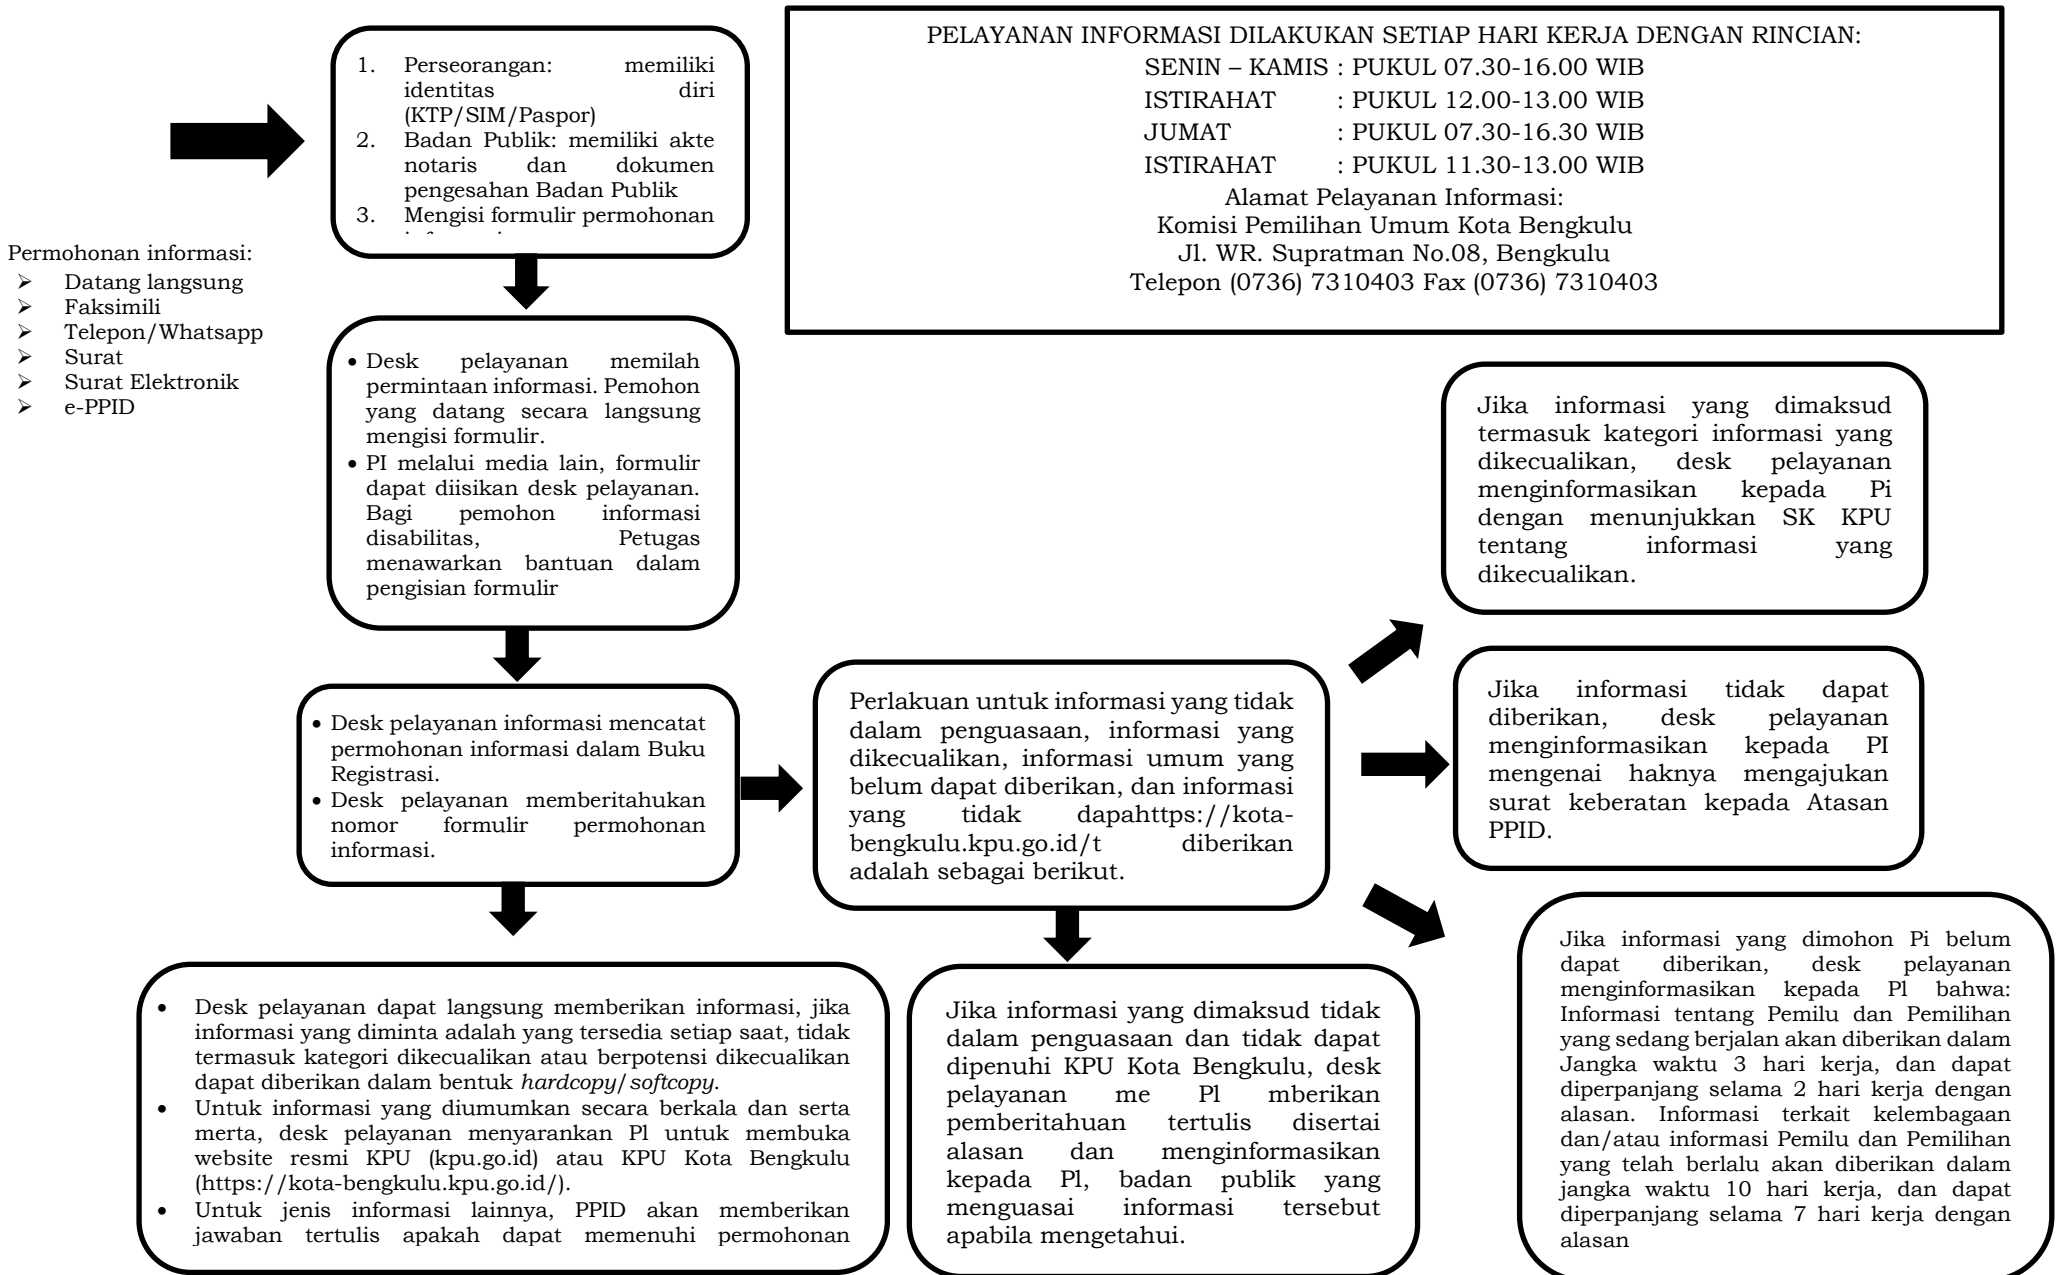 Permohonan informasi:
➢ Datang langsung
➢ Faksimili
➢ Telepon/Whatsapp
➢ Surat
➢ Surat Elektronik
➢ e-PPID
1. Perseorangan: memiliki
identitas diri
(KTP/SIM/Paspor)
2. Badan Publik: memiliki akte
notaris dan dokumen
pengesahan Badan Publik
3. Mengisi formulir permohonan
PELAYANAN INFORMASI DILAKUKAN SETIAP HARI KERJA DENGAN RINCIAN:
SENIN – KAMIS : PUKUL 07.30-16.00 WIB
ISTIRAHAT : PUKUL 12.00-13.00 WIB
JUMAT : PUKUL 07.30-16.30 WIB
ISTIRAHAT : PUKUL 11.30-13.00 WIB
Alamat Pelayanan Informasi:
Komisi Pemilihan Umum Kota Bengkulu
Jl. WR. Supratman No.08, Bengkulu
Telepon (0736) 7310403 Fax (0736) 7310403
• Desk pelayanan memilah
permintaan informasi. Pemohon
yang datang secara langsung
mengisi formulir.
• PI melalui media lain, formulir
dapat diisikan desk pelayanan.
Bagi pemohon informasi
disabilitas, Petugas
menawarkan bantuan dalam
pengisian formulir
• Desk pelayanan informasi mencatat
permohonan informasi dalam Buku
Registrasi.
• Desk pelayanan memberitahukan
nomor formulir permohonan
informasi.
• Desk pelayanan dapat langsung memberikan informasi, jika
informasi yang diminta adalah yang tersedia setiap saat, tidak
termasuk kategori dikecualikan atau berpotensi dikecualikan
dapat diberikan dalam bentuk hardcopy/softcopy.
• Untuk informasi yang diumumkan secara berkala dan serta
merta, desk pelayanan menyarankan Pl untuk membuka
website resmi KPU (kpu.go.id) atau KPU Kota Bengkulu
(https://kota-bengkulu.kpu.go.id/).
• Untuk jenis informasi lainnya, PPID akan memberikan
jawaban tertulis apakah dapat memenuhi permohonan
Perlakuan untuk informasi yang tidak
dalam penguasaan, informasi yang
dikecualikan, informasi umum yang
belum dapat diberikan, dan informasi
yang tidak dapahttps://kota-
bengkulu.kpu.go.id/t diberikan
adalah sebagai berikut.
Jika informasi yang dimaksud tidak
dalam penguasaan dan tidak dapat
dipenuhi KPU Kota Bengkulu, desk
pelayanan me Pl mberikan
pemberitahuan tertulis disertai
alasan dan menginformasikan
kepada Pl, badan publik yang
menguasai informasi tersebut
apabila mengetahui.
Jika informasi yang dimaksud
termasuk kategori informasi yang
dikecualikan, desk pelayanan
menginformasikan kepada Pi
dengan menunjukkan SK KPU
tentang informasi yang
dikecualikan.
Jika informasi tidak dapat
diberikan, desk pelayanan
menginformasikan kepada PI
mengenai haknya mengajukan
surat keberatan kepada Atasan
PPID.
Jika informasi yang dimohon Pi belum
dapat diberikan, desk pelayanan
menginformasikan kepada Pl bahwa:
Informasi tentang Pemilu dan Pemilihan
yang sedang berjalan akan diberikan dalam
Jangka waktu 3 hari kerja, dan dapat
diperpanjang selama 2 hari kerja dengan
alasan. Informasi terkait kelembagaan
dan/atau informasi Pemilu dan Pemilihan
yang telah berlalu akan diberikan dalam
jangka waktu 10 hari kerja, dan dapat
diperpanjang selama 7 hari kerja dengan
alasan